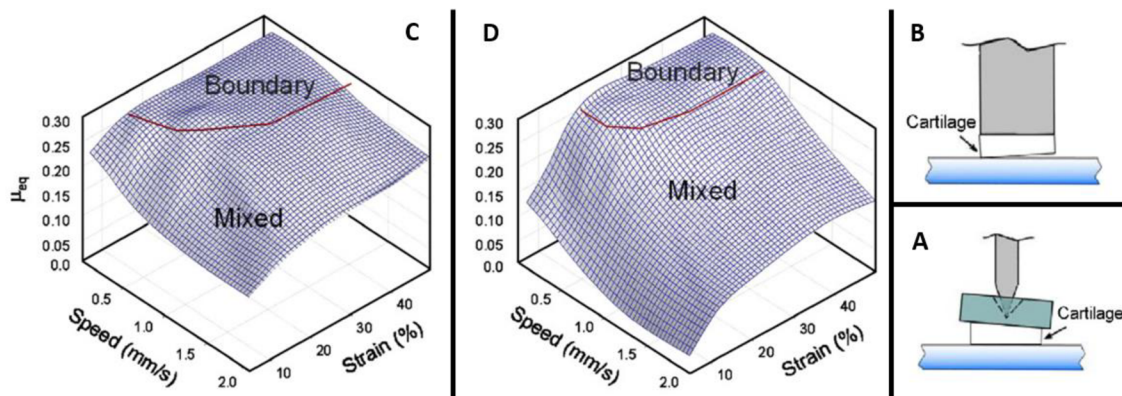 C
Boundary
Mixed
0.30
0.25
0.20
0.15
0.10
0.05
0.0
μeq
0.5
1.0
1.5
2.0
Speed (mm/s)
10
20
30
40
Strain (%)
D
Boundary
Mixed
0.30
0.25
0.20
0.15
0.10
0.05
0.0
0.5
1.0
1.5
2.0
Speed (mm/s)
10
20
30
40
Strain (%)
B
Cartilage
A
Cartilage